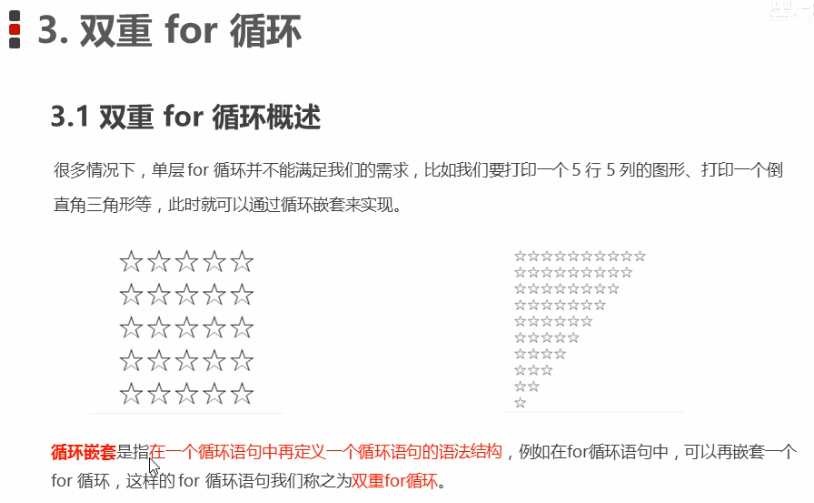 3. 双重 for 循环
3.1 双重 for 循环概述
很多情况下，单层 for 循环并不能满足我们的需求，比如我们要打印一个 5 行 5 列的图形、打印一个倒
直角三角形等，此时就可以通过循环嵌套来实现。
☆☆☆☆☆
☆☆☆☆☆
☆☆☆☆☆
☆☆☆☆☆
☆☆☆☆☆
☆☆☆☆☆☆☆☆☆☆
☆☆☆☆☆☆☆☆☆
☆☆☆☆☆☆☆☆
☆☆☆☆☆☆☆
☆☆☆☆☆☆
☆☆☆☆☆
☆☆☆☆
☆☆☆
☆☆
☆
循环嵌套是指在一个循环语句中再定义一个循环语句的语法结构，例如在for循环语句中，可以再嵌套一个
for 循环，这样的 for 循环语句我们称之为双重for循环。